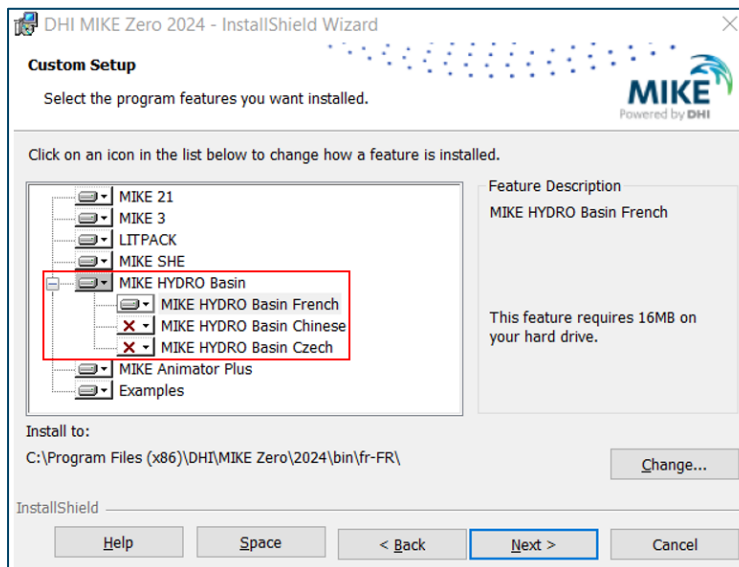 DHI MIKE Zero 2024 - InstallShield Wizard
Custom Setup
Select the program features you want installed.
MIKE
Powered by DHI
Click on an icon in the list below to change how a feature is installed.
MIKE 21
MIKE 3
LITPACK
MIKE SHE
MIKE HYDRO Basin
MIKE HYDRO Basin French
MIKE HYDRO Basin Chinese
MIKE HYDRO Basin Czech
MIKE Animator Plus
Examples
Feature Description
MIKE HYDRO Basin French
This feature requires 16MB on
your hard drive.
Install to:
C:\Program Files (x86)\DHI\MIKE Zero\2024\bin\fr-FR\
Change...
InstallShield
Help
Space
< Back
Next >
Cancel